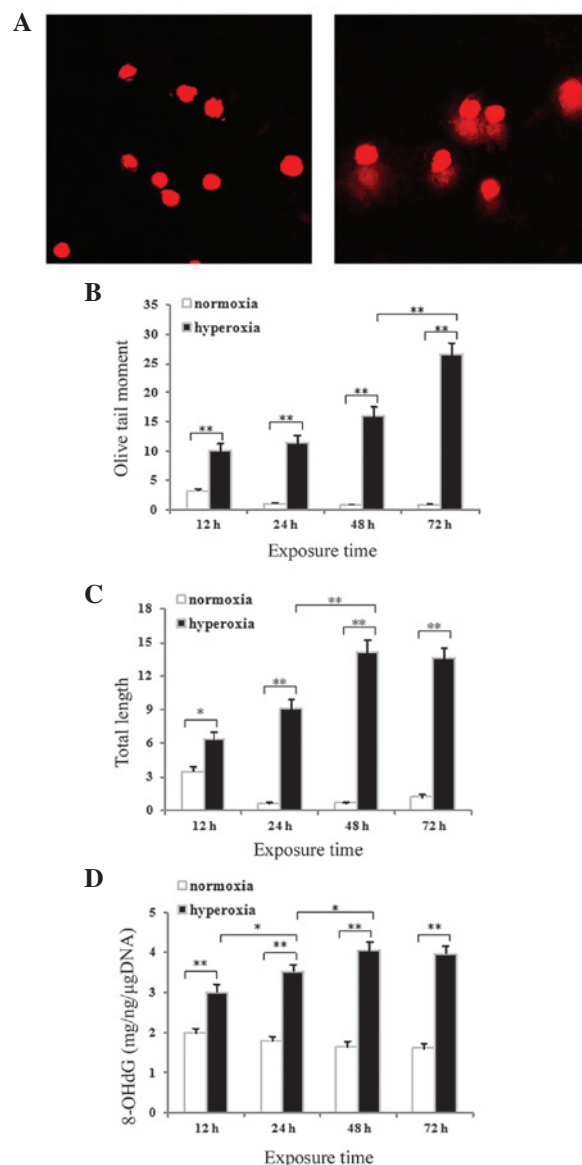 A
B
35
30
25
20
15
10
5
0
normoxia
hyperoxia
**
**
**
**
**
12 h 24 h 48 h 72 h
Olive tail moment
Exposure time
C
18
15
12
9
6
3
0
normoxia
hyperoxia
*
**
**
**
**
12 h 24 h 48 h 72 h
Total length
Exposure time
D
5
4
3
2
1
0
normoxia
hyperoxia
**
*
**
*
**
**
12 h 24 h 48 h 72 h
8-OHdG (mg/ng/µgDNA)
Exposure time